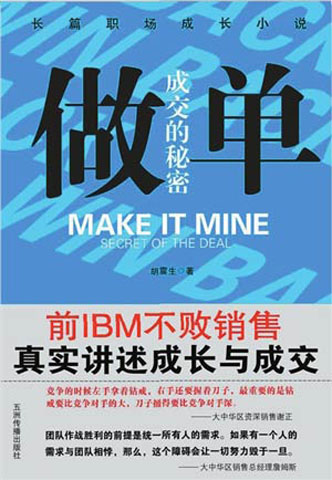 长篇职场成长小说
做单
成交的秘密
MAKE IT MINE
SECRET OF THE DEAL
胡震生 著
前IBM不败销售
真实讲述成长与成交
竞争的时候左手拿着钻戒，右手还要握着刀子，最重要的是钻
戒要比竞争对手的大，刀子捅得要比竞争对手深。
——大中华区资深销售谢正
团队作战胜利的前提是统一所有人的需求。如果有一个人的
需求与团队相悖，那么，这个障碍会让一切努力毁于一旦。
——大中华区销售总经理詹姆斯
五洲传播出版社